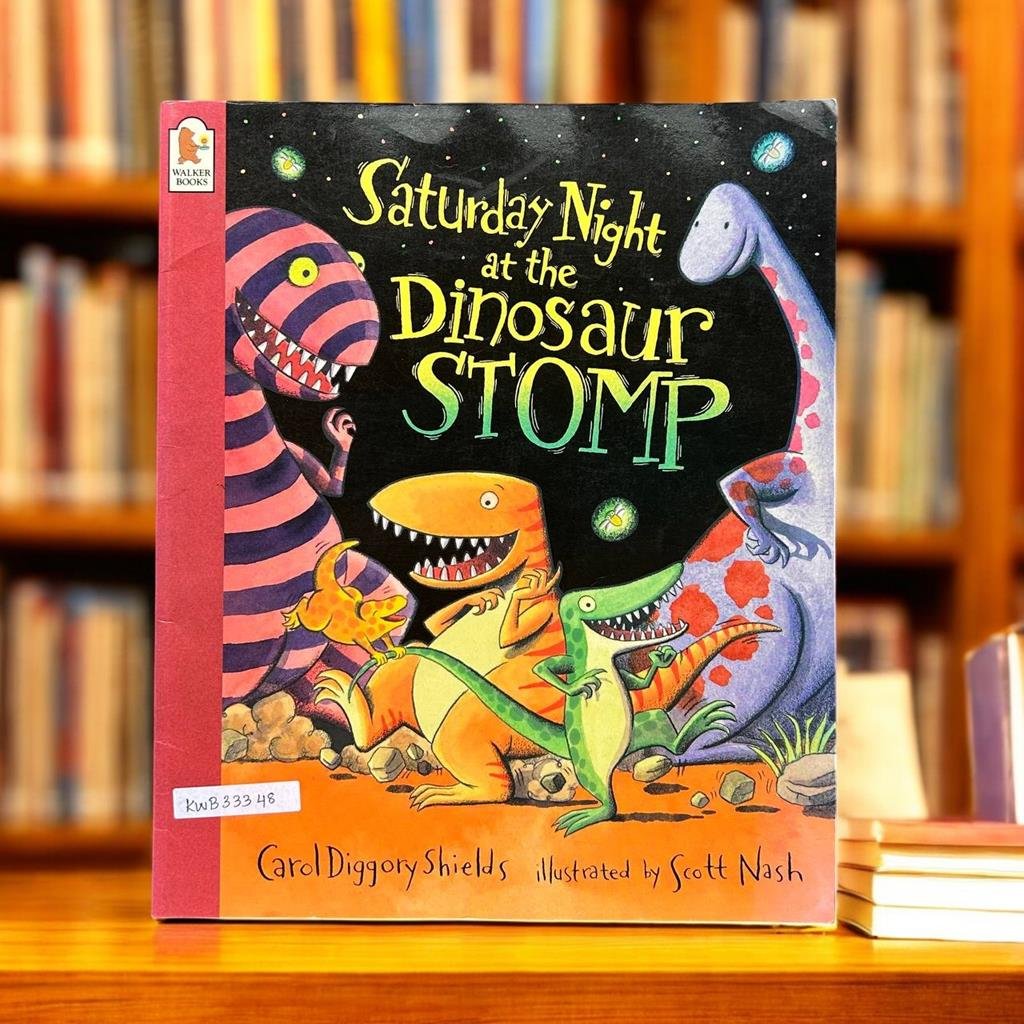 WALKER
BOOKS
Saturday Night
at the
Dinosaur
STOMP
KWB333 48
Carol Diggory Shields illustrated by Scott Nash